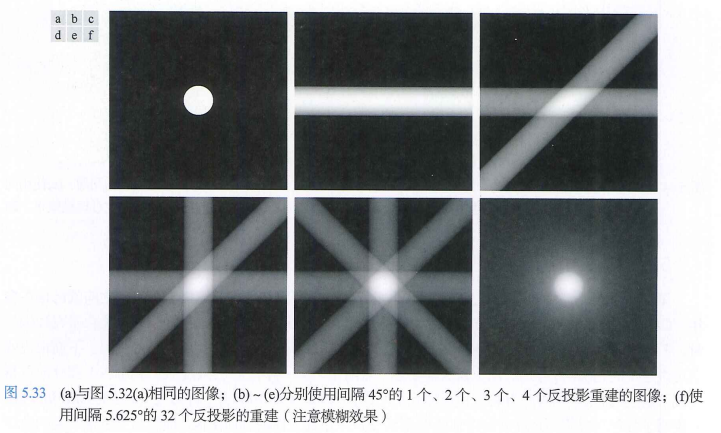 a b c
d e f
图 5.33 (a)与图 5.32(a)相同的图像；(b) ~ (e)分别使用间隔 45°的 1 个、2 个、3 个、4 个反投影重建的图像；(f)使
用间隔 5.625°的 32 个反投影的重建（注意模糊效果）